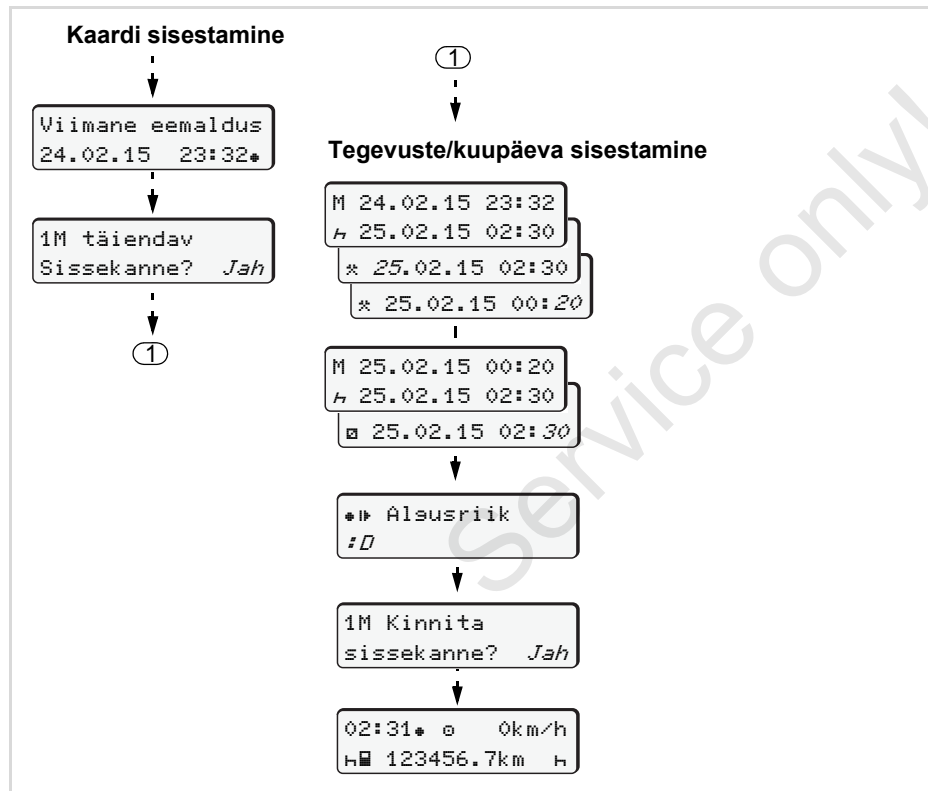 Kaardi sisestamine
Viimane eemaldus
24.02.15 23:32
1M täiendav
Sissekanne? Jah
1
1
Tegevuste/kuupäeva sisestamine
M 24.02.15 23:32
25.02.15 02:30
25.02.15 02:30
25.02.15 00:20
M 25.02.15 00:20
25.02.15 02:30
25.02.15 02:30
Algusriik
:D
1M Kinnita
sissekanne? Jah
02:31 0km/h
123456.7km
Service only!